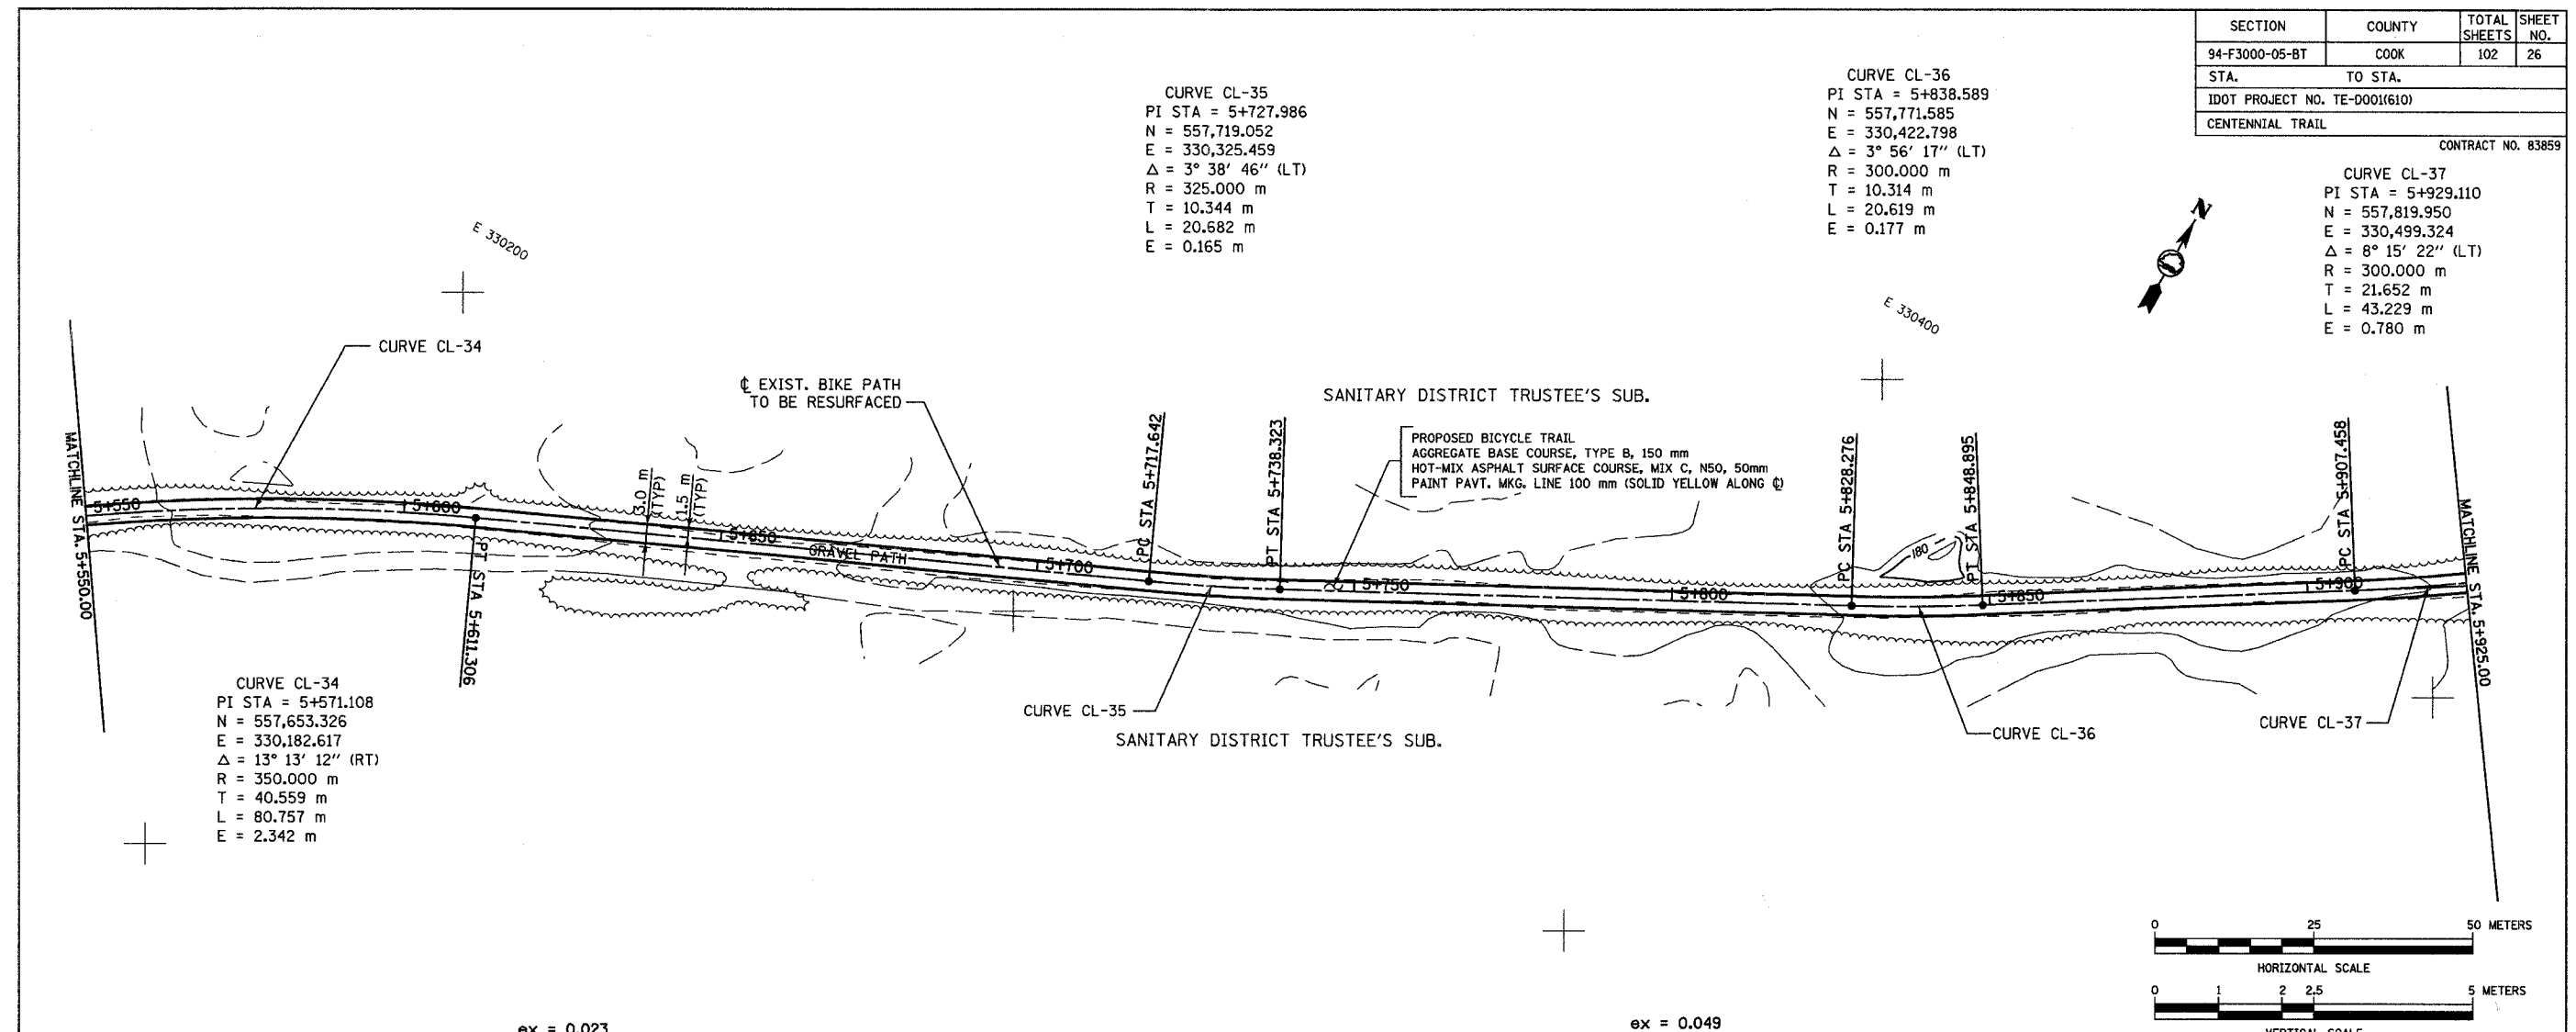 SECTION COUNTY TOTAL SHEETS SHEET NO.
94-F3000-05-BT COOK 102 26
STA. TO STA.
IDOT PROJECT NO. TE-D001(610)
CENTENNIAL TRAIL
CONTRACT NO. 83859
CURVE CL-35
PI STA = 5+727.986
N = 557,719.052
E = 330,325.459
Δ = 3° 38' 46" (LT)
R = 325.000 m
T = 10.344 m
L = 20.682 m
E = 0.165 m
CURVE CL-36
PI STA = 5+838.589
N = 557,771.585
E = 330,422.798
Δ = 3° 56' 17" (LT)
R = 300.000 m
T = 10.314 m
L = 20.619 m
E = 0.177 m
CURVE CL-37
PI STA = 5+929.110
N = 557,819.950
E = 330,499.324
Δ = 8° 15' 22" (LT)
R = 300.000 m
T = 21.652 m
L = 43.229 m
E = 0.780 m
N
E 330200
E 330400
CURVE CL-34
℄ EXIST. BIKE PATH
TO BE RESURFACED
SANITARY DISTRICT TRUSTEE'S SUB.
PROPOSED BICYCLE TRAIL
AGGREGATE BASE COURSE, TYPE B, 150 mm
HOT-MIX ASPHALT SURFACE COURSE, MIX C, N50, 50mm
PAINT PAVT. MKG. LINE 100 mm (SOLID YELLOW ALONG ℄)
MATCHLINE STA. 5+550.00
5+550
5+600
PT STA 5+611.306
3.0 m
(TYP)
1.5 m
(TYP)
5+650
GRAVEL PATH
5+700
PC STA 5+717.642
PT STA 5+738.323
5+750
5+800
PC STA 5+828.276
180
PT STA 5+848.895
5+850
5+900
PC STA 5+907.458
MATCHLINE STA. 5+925.00
CURVE CL-34
PI STA = 5+571.108
N = 557,653.326
E = 330,182.617
Δ = 13° 13' 12" (RT)
R = 350.000 m
T = 40.559 m
L = 80.757 m
E = 2.342 m
CURVE CL-35
SANITARY DISTRICT TRUSTEE'S SUB.
CURVE CL-36
CURVE CL-37
0 25 50 METERS
HORIZONTAL SCALE
0 1 2 2.5 5 METERS
VERTICAL SCALE
ex = 0.023
ex = 0.049